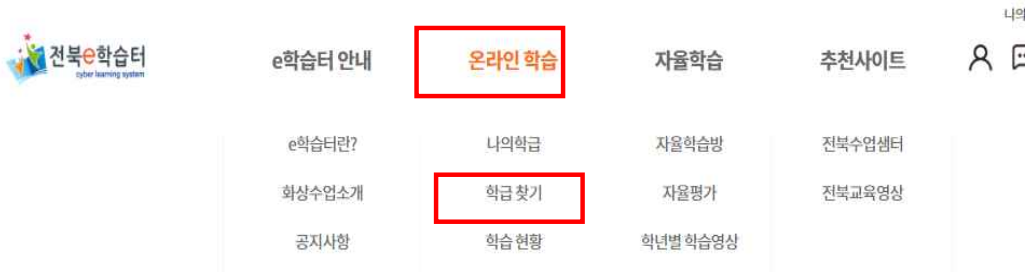 나의
전북e학습터
cyber learning system
e학습터 안내 온라인 학습 자율학습 추천사이트
e학습터란? 나의학급 자율학습방 전북수업샘터
화상수업소개 학급 찾기 자율평가 전북교육영상
공지사항 학습 현황 학년별 학습영상